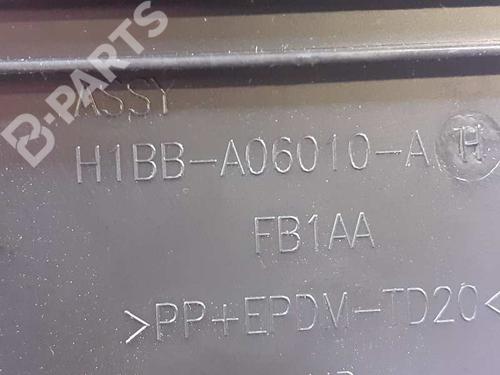 B-PARTS
ASSY
H1BB-A06010-A H
FB1AA
>PP+EPDM-TD20<